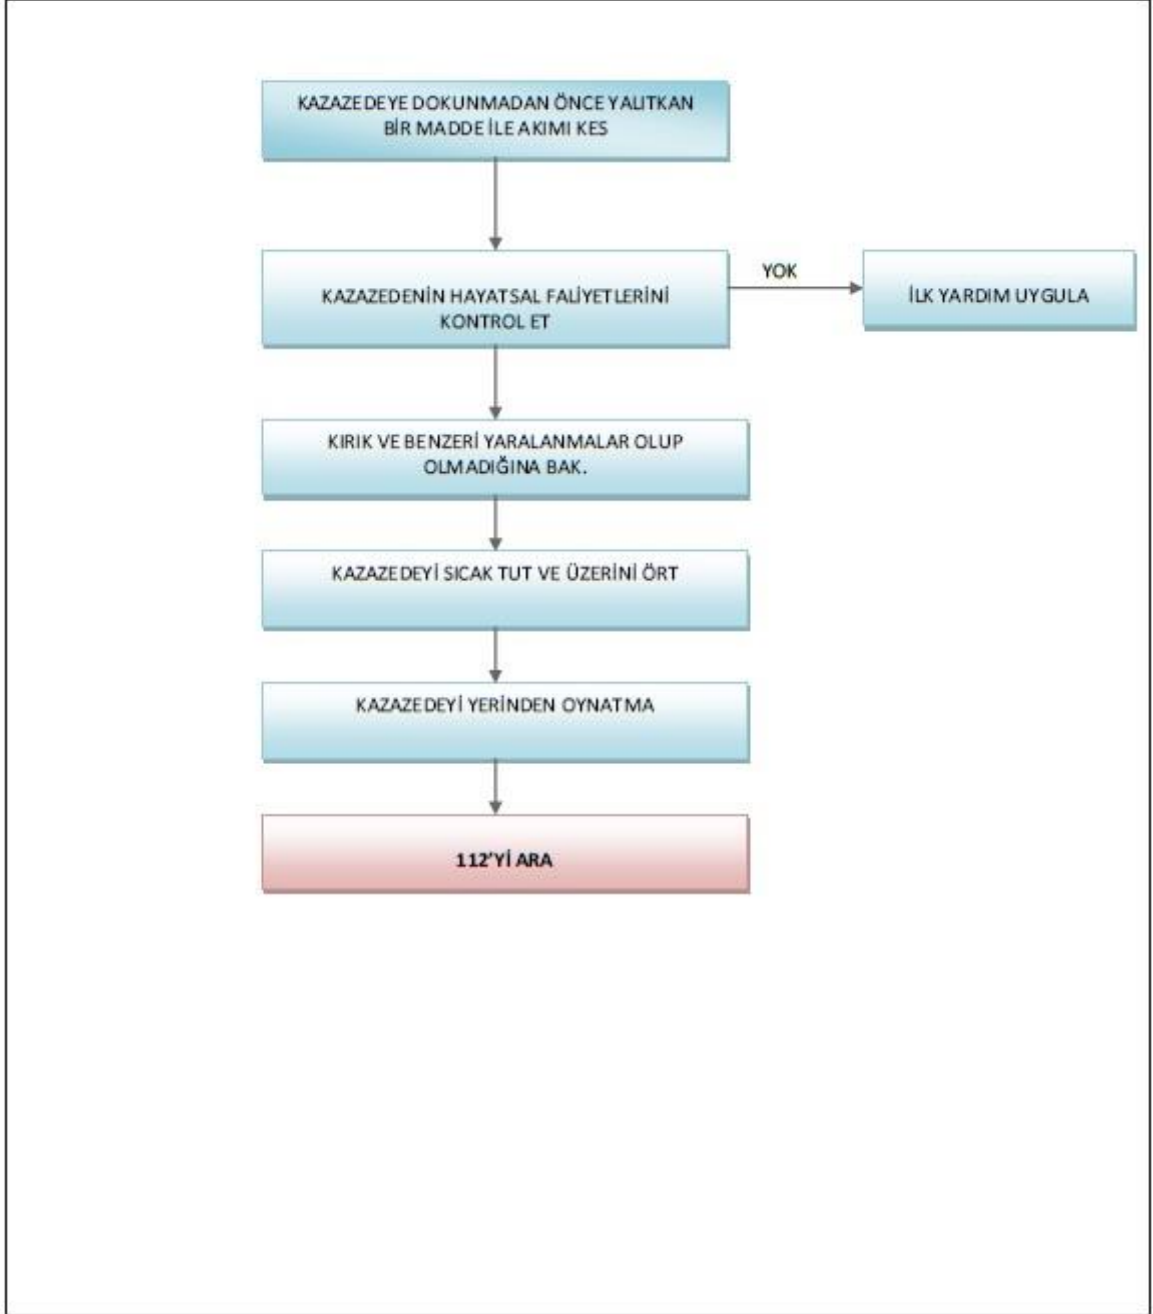 KAZAZEDEYE DOKUNMADAN ÖNCE YALITKAN
BİR MADDE İLE AKIMI KES
KAZAZEDENİN HAYATSAL FALİYETLERİNİ
KONTROL ET
YOK
İLK YARDIM UYGULA
KIRIK VE BENZERİ YARALANMALAR OLUP
OLMADIĞINA BAK.
KAZAZEDEYİ SICAK TUT VE ÜZERİNİ ÖRT
KAZAZEDEYİ YERİNDEN OYNATMA
112'Yİ ARA